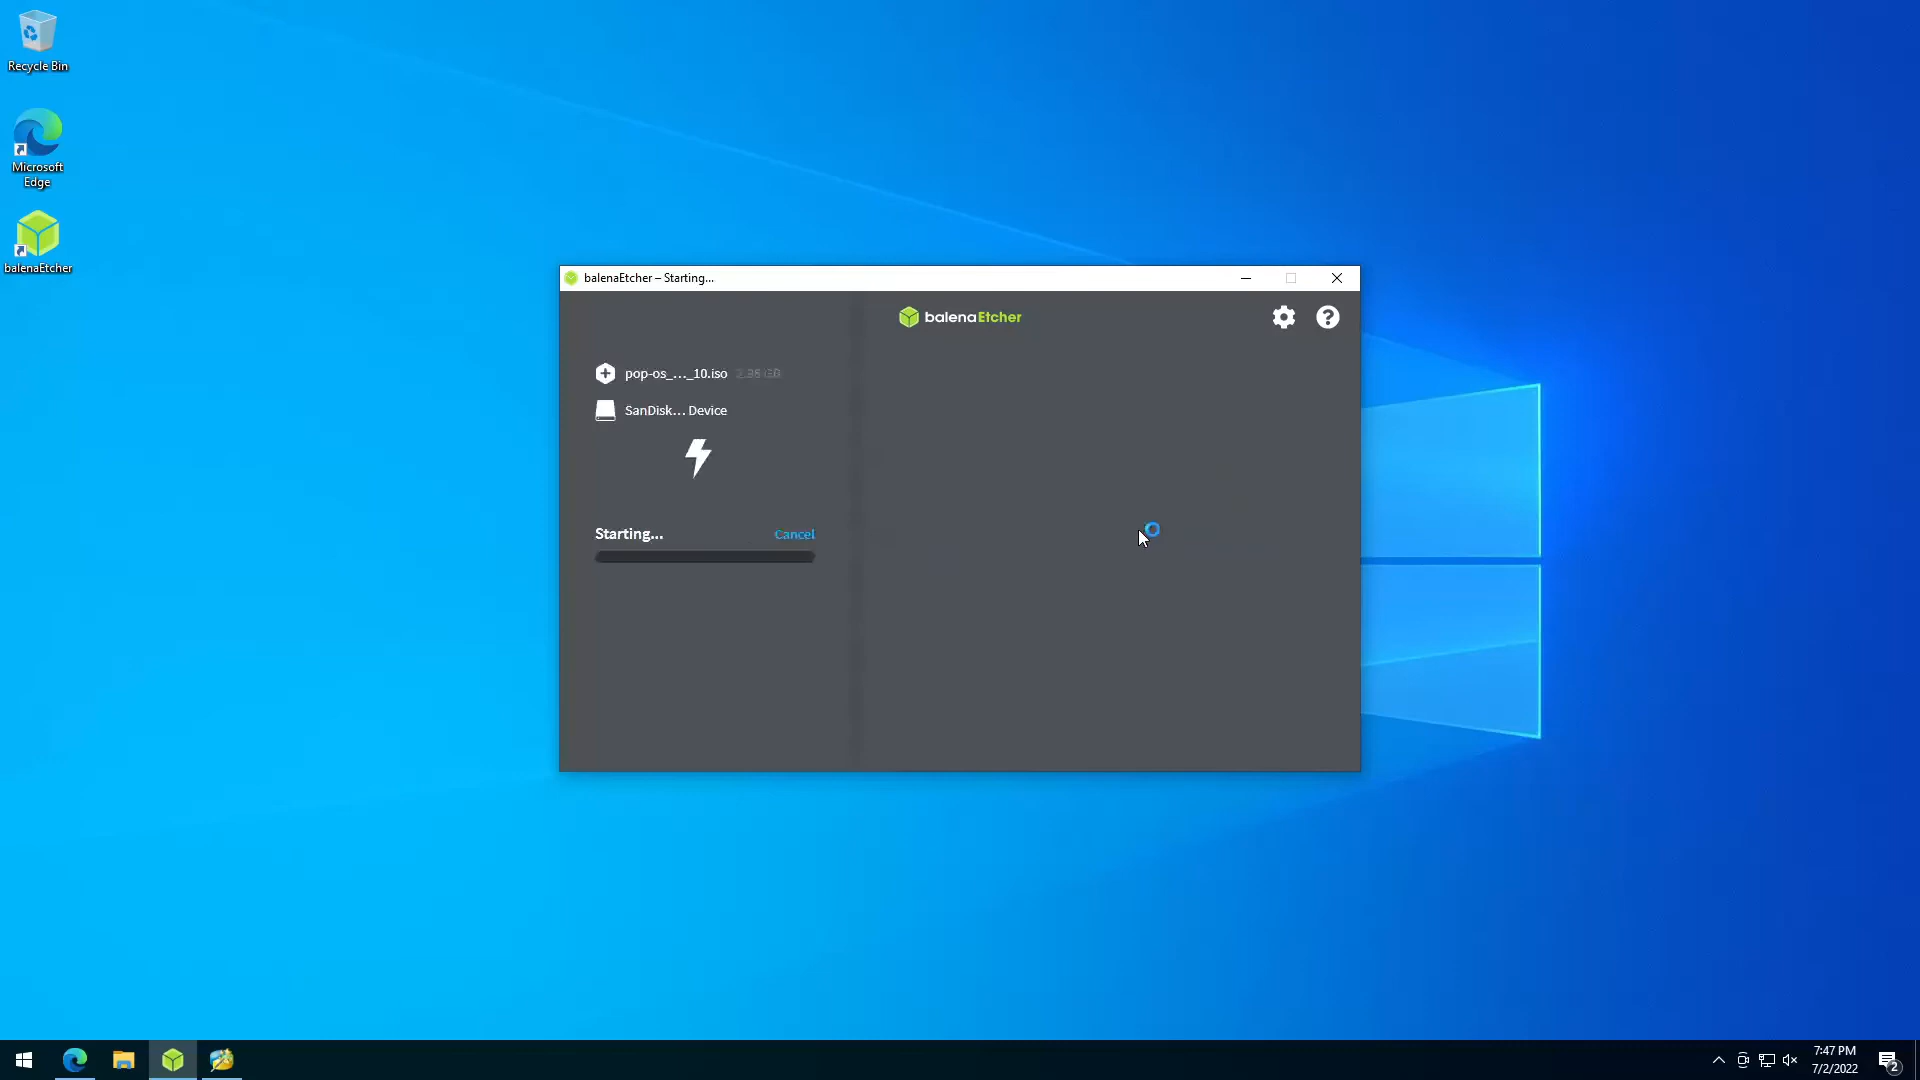 Recycle Bin
Microsoft
Edge
balenaEtcher
balenaEtcher – Starting...
balenaEtcher
pop-os_..._10.iso
SanDisk... Device
Starting...
Cancel
7:47 PM
7/2/2022
2